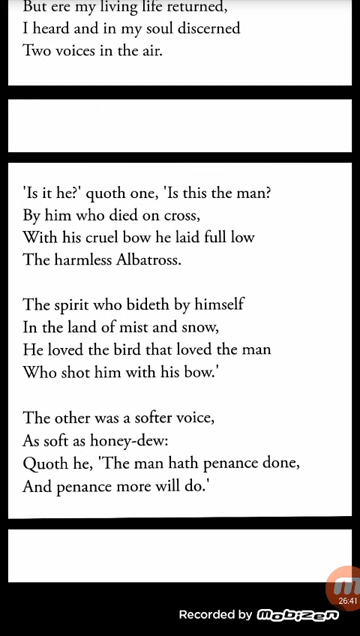 But ere my living life returned,
I heard and in my soul discerned
Two voices in the air.
'Is it he?' quoth one, 'Is this the man?
By him who died on cross,
With his cruel bow he laid full low
The harmless Albatross.
The spirit who bideth by himself
In the land of mist and snow,
He loved the bird that loved the man
Who shot him with his bow.'
The other was a softer voice,
As soft as honey-dew:
Quoth he, 'The man hath penance done,
And penance more will do.'
26:41
Recorded by Mobizen